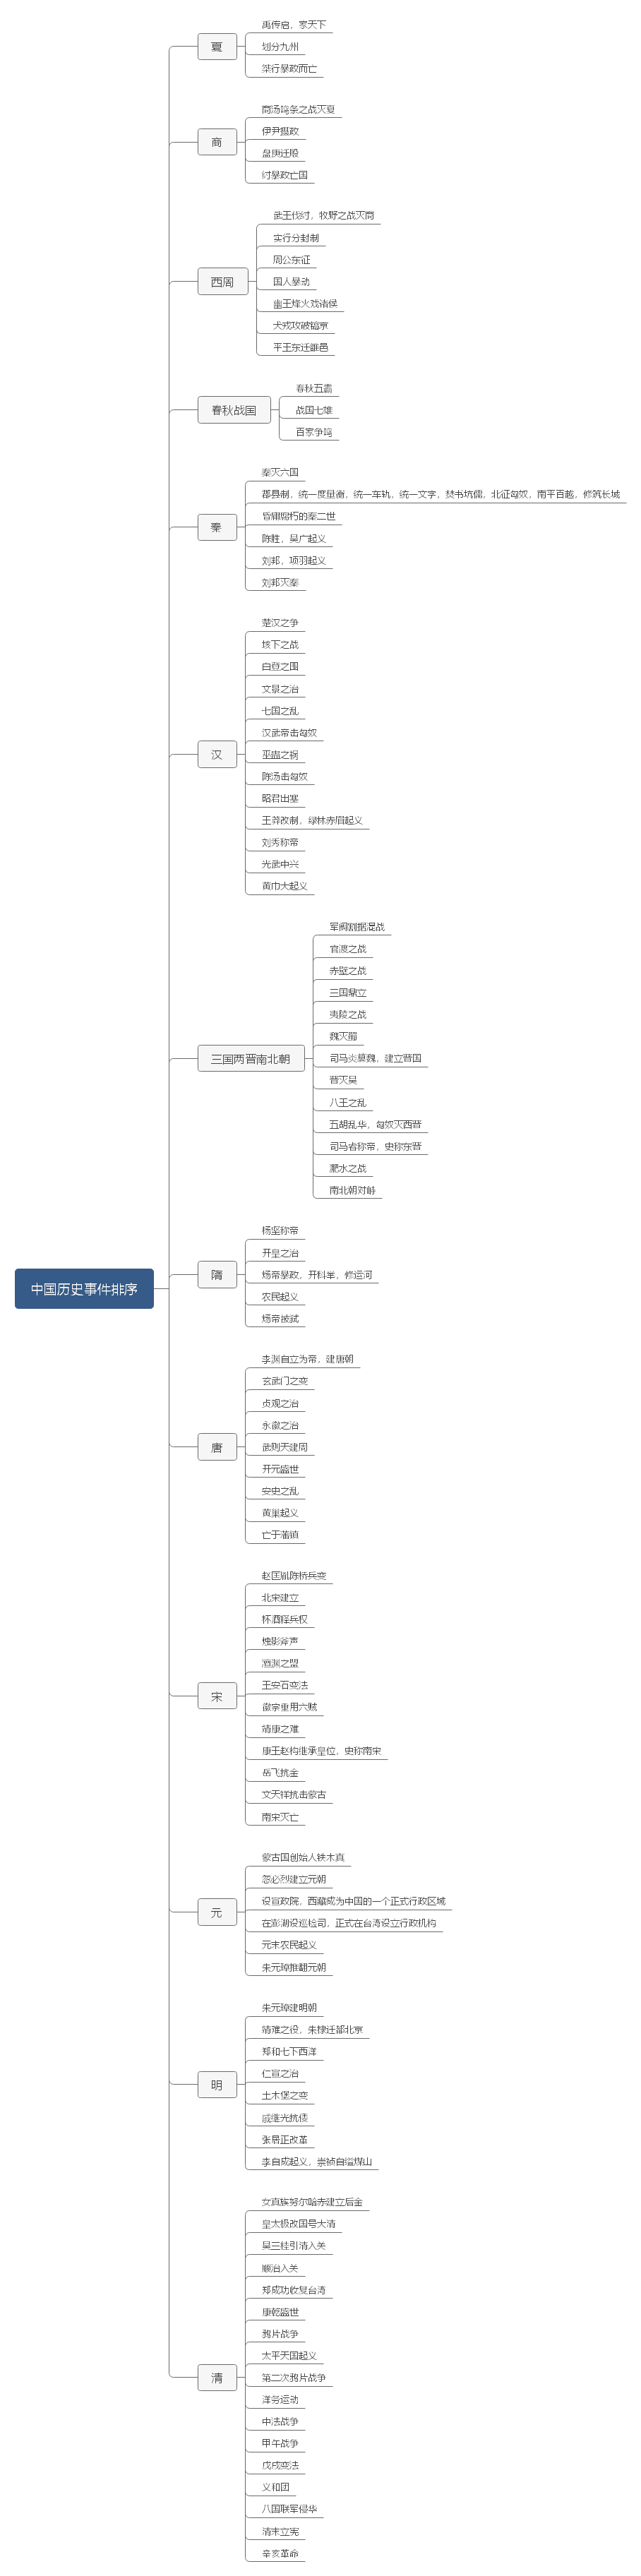 中国历史事件排序
夏
禹传启，家天下
划分九州
桀行暴政而亡
商
商汤鸣条之战灭夏
伊尹摄政
盘庚迁殷
纣暴政亡国
西周
武王伐纣，牧野之战灭商
实行分封制
周公东征
国人暴动
幽王烽火戏诸侯
犬戎攻破镐京
平王东迁雒邑
春秋战国
春秋五霸
战国七雄
百家争鸣
秦
秦灭六国
郡县制，统一度量衡，统一车轨，统一文字，焚书坑儒，北征匈奴，南平百越，修筑长城
昏庸腐朽的秦二世
陈胜，吴广起义
刘邦，项羽起义
刘邦灭秦
汉
楚汉之争
垓下之战
白登之围
文景之治
七国之乱
汉武帝击匈奴
巫蛊之祸
陈汤击匈奴
昭君出塞
王莽改制，绿林赤眉起义
刘秀称帝
光武中兴
黄巾大起义
三国两晋南北朝
军阀割据混战
官渡之战
赤壁之战
三国鼎立
夷陵之战
魏灭蜀
司马炎篡魏，建立晋国
晋灭吴
八王之乱
五胡乱华，匈奴灭西晋
司马睿称帝，史称东晋
淝水之战
南北朝对峙
隋
杨坚称帝
开皇之治
炀帝暴政，开科举，修运河
农民起义
炀帝被弑
唐
李渊自立为帝，建唐朝
玄武门之变
贞观之治
永徽之治
武则天建周
开元盛世
安史之乱
黄巢起义
亡于藩镇
宋
赵匡胤陈桥兵变
北宋建立
杯酒释兵权
烛影斧声
澶渊之盟
王安石变法
徽宗重用六贼
靖康之难
康王赵构继承皇位，史称南宋
岳飞抗金
文天祥抗击蒙古
南宋灭亡
元
蒙古国创始人铁木真
忽必烈建立元朝
设宣政院，西藏成为中国的一个正式行政区域
在澎湖设巡检司，正式在台湾设立行政机构
元末农民起义
朱元璋推翻元朝
明
朱元璋建明朝
靖难之役，朱棣迁都北京
郑和七下西洋
仁宣之治
土木堡之变
戚继光抗倭
张居正改革
李自成起义，崇祯自缢煤山
清
女真族努尔哈赤建立后金
皇太极改国号大清
吴三桂引清入关
顺治入关
郑成功收复台湾
康乾盛世
鸦片战争
太平天国起义
第二次鸦片战争
洋务运动
中法战争
甲午战争
戊戌变法
义和团
八国联军侵华
清末立宪
辛亥革命